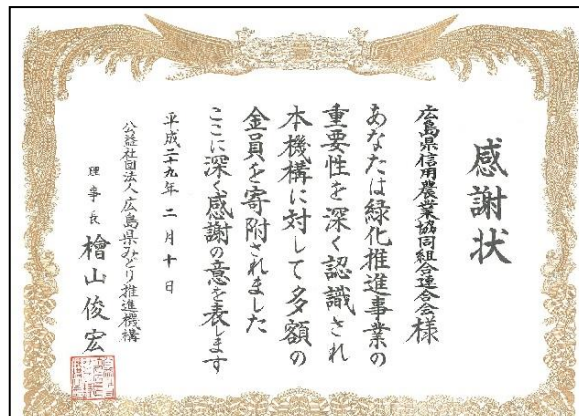 感謝状
広島県信用農業協同組合連合会様
あなたは緑化推進事業の
重要性を深く認識され
本機構に対して多額の
金員を寄附されました
ここに深く感謝の意を表します
平成二十九年二月十日
公益社団法人広島県みどり推進機構
理事長 檜山俊宏